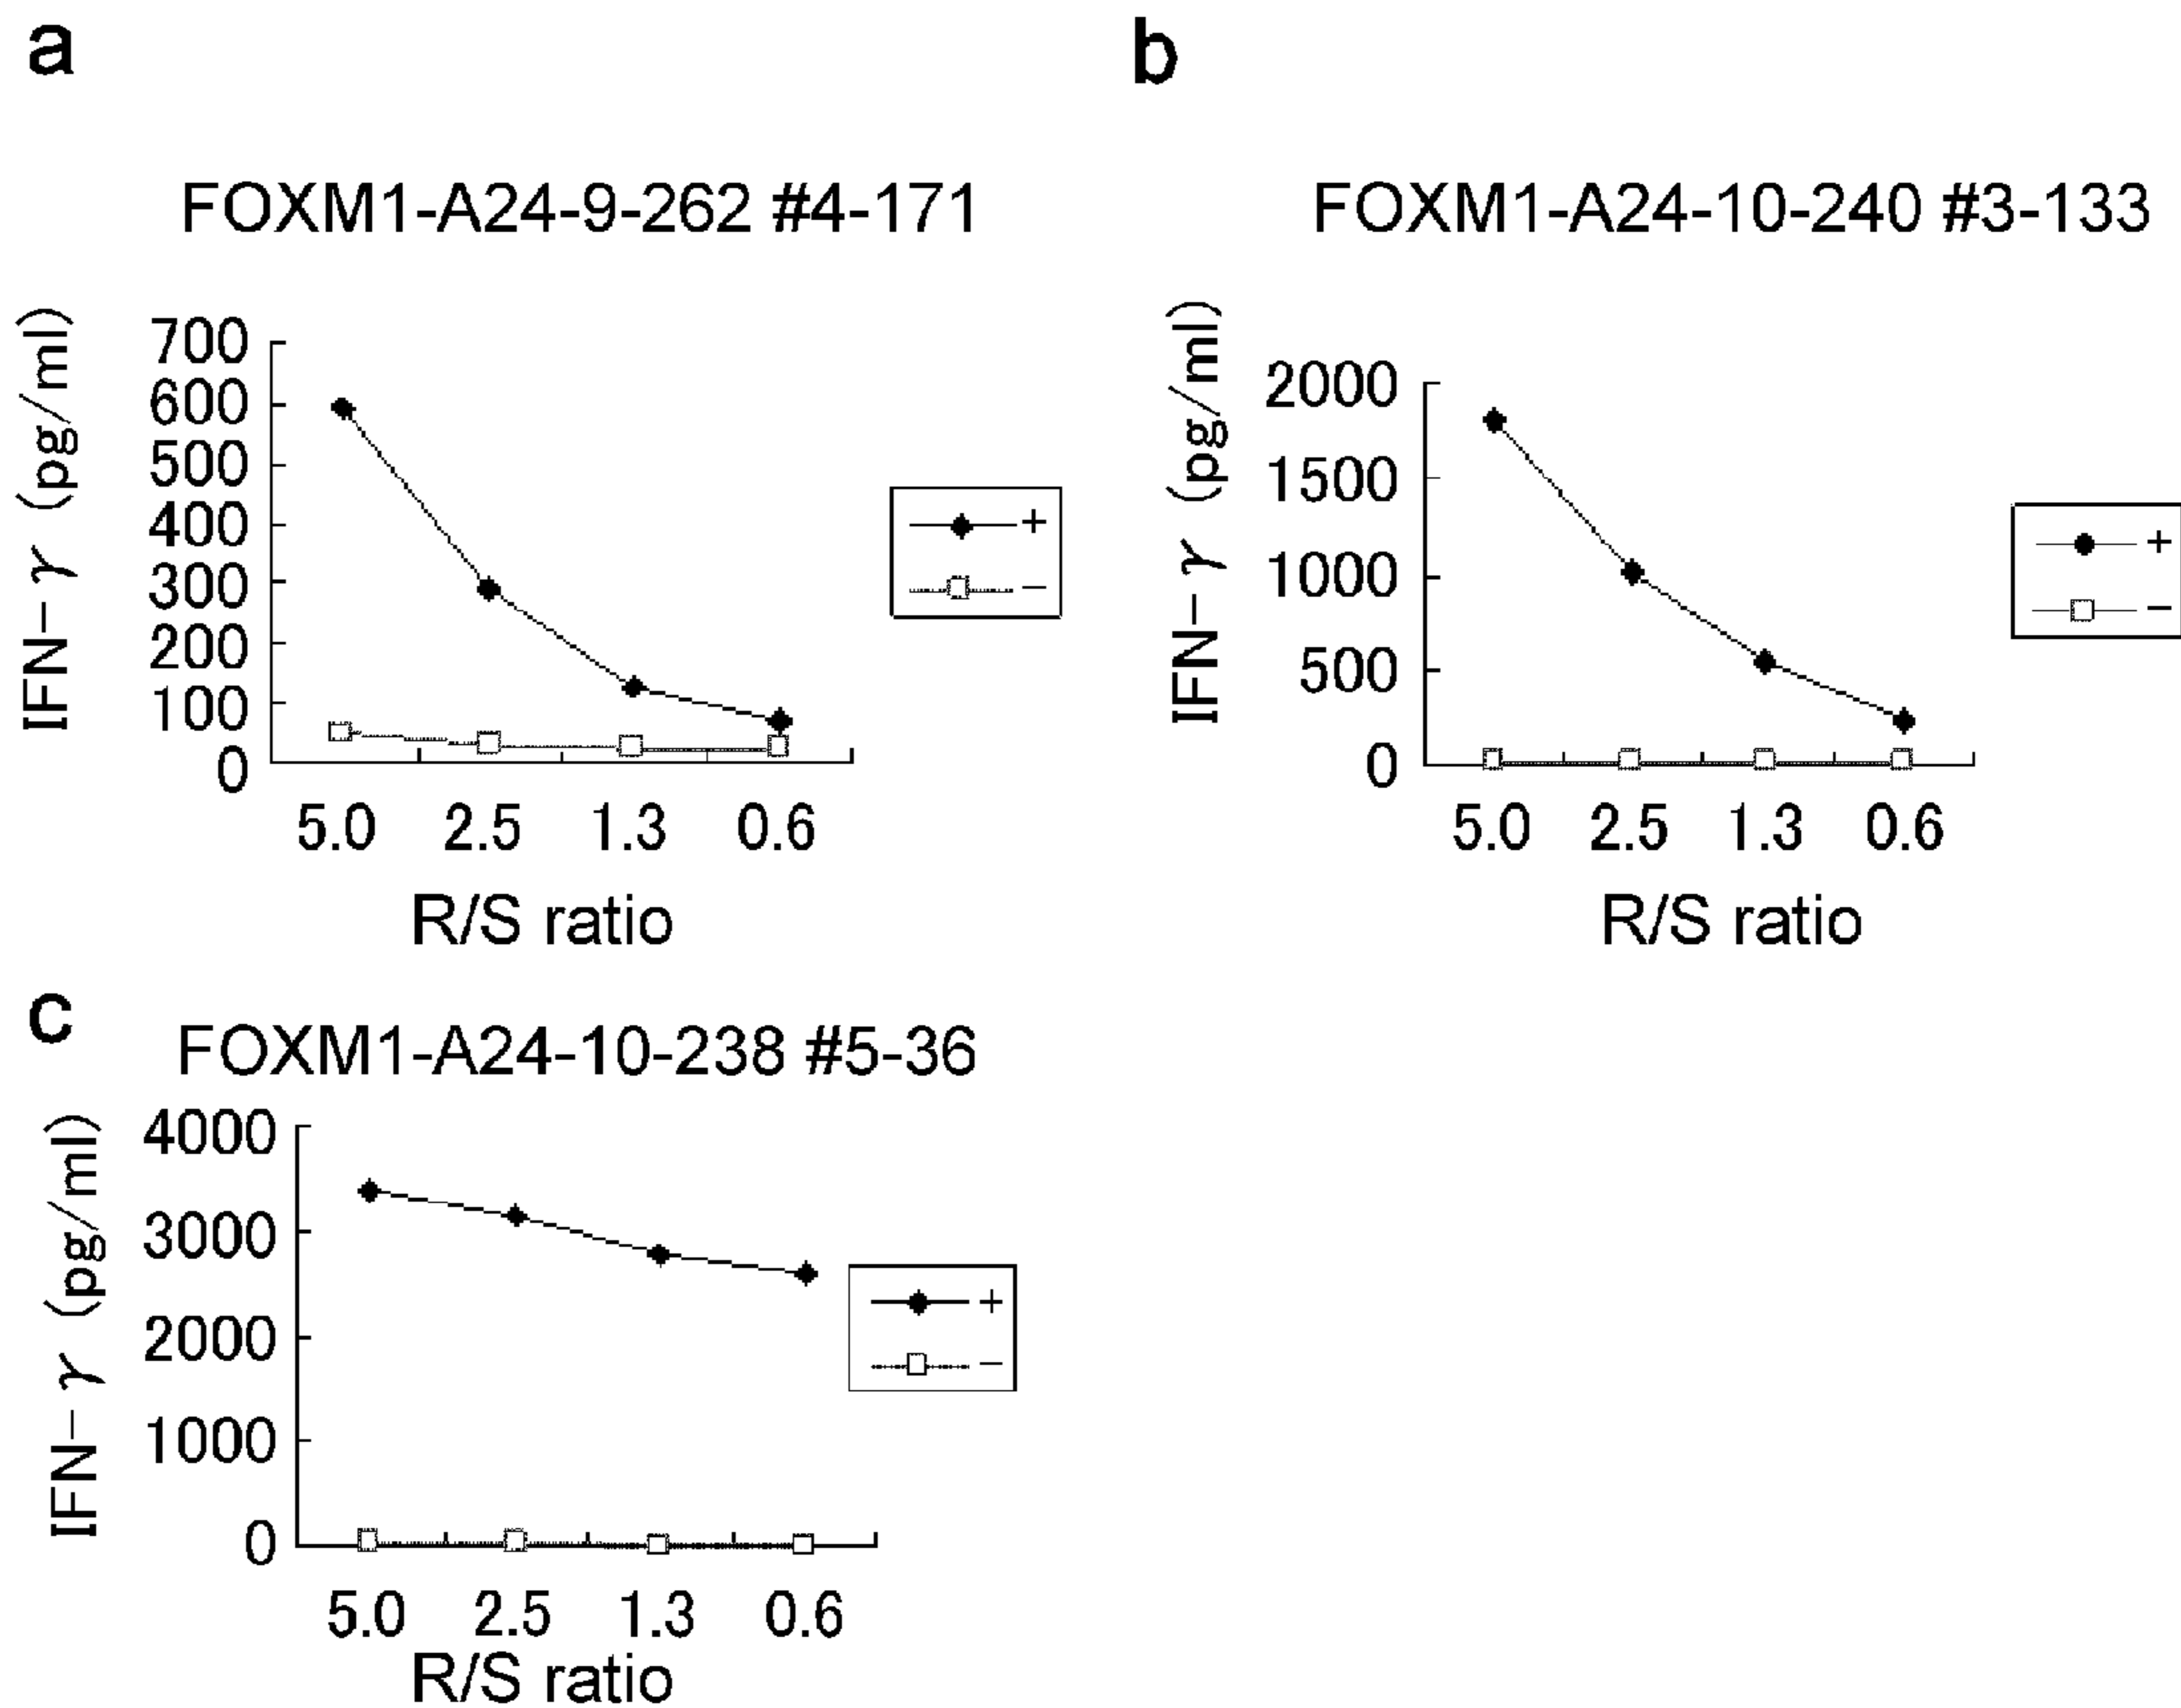 a
FOXM1-A24-9-262 #4-171
IFN-γ (pg/ml)
700
600
500
400
300
200
100
0
5.0 2.5 1.3 0.6
R/S ratio
+
−
b
FOXM1-A24-10-240 #3-133
IFN-γ (pg/ml)
2000
1500
1000
500
0
5.0 2.5 1.3 0.6
R/S ratio
+
−
c
FOXM1-A24-10-238 #5-36
IFN-γ (pg/ml)
4000
3000
2000
1000
0
5.0 2.5 1.3 0.6
R/S ratio
+
−